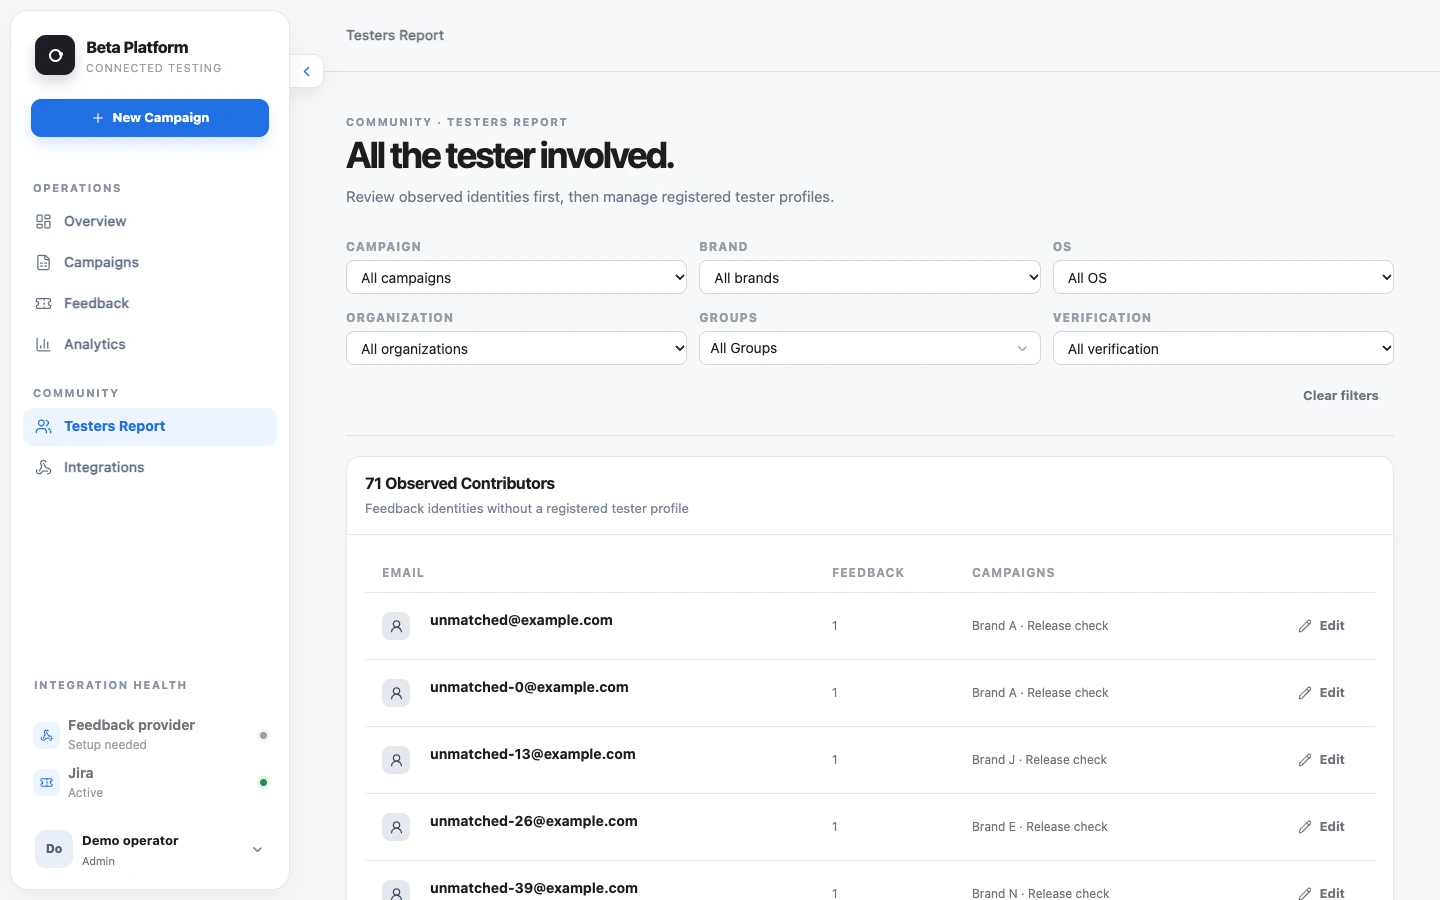 Beta Platform
CONNECTED TESTING
New Campaign
OPERATIONS
Overview
Campaigns
Feedback
Analytics
COMMUNITY
Testers Report
Integrations
INTEGRATION HEALTH
Feedback provider
Setup needed
Jira
Active
Do
Demo operator
Admin
Testers Report
COMMUNITY · TESTERS REPORT
All the tester involved.
Review observed identities first, then manage registered tester profiles.
CAMPAIGN BRAND OS
All campaigns All brands All OS
ORGANIZATION GROUPS VERIFICATION
All organizations All Groups All verification
Clear filters
71 Observed Contributors
Feedback identities without a registered tester profile
EMAIL FEEDBACK CAMPAIGNS
unmatched@example.com 1 Brand A · Release check Edit
unmatched-0@example.com 1 Brand A · Release check Edit
unmatched-13@example.com 1 Brand J · Release check Edit
unmatched-26@example.com 1 Brand E · Release check Edit
unmatched-39@example.com 1 Brand N · Release check Edit